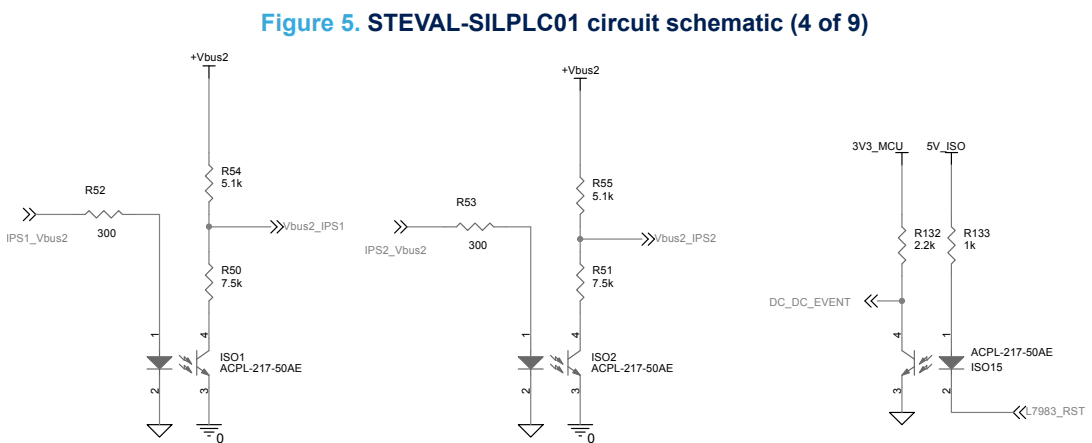 Figure 5. STEVAL-SILPLC01 circuit schematic (4 of 9)
+Vbus2
R54
5.1k
R52
300
IPS1_Vbus2
Vbus2_IPS1
R50
7.5k
1
4
ISO1
ACPL-217-50AE
2
3
0
+Vbus2
R55
5.1k
R53
300
IPS2_Vbus2
Vbus2_IPS2
R51
7.5k
1
4
ISO2
ACPL-217-50AE
2
3
0
3V3_MCU
5V_ISO
R132
2.2k
R133
1k
DC_DC_EVENT
4
1
ACPL-217-50AE
ISO15
3
2
L7983_RST